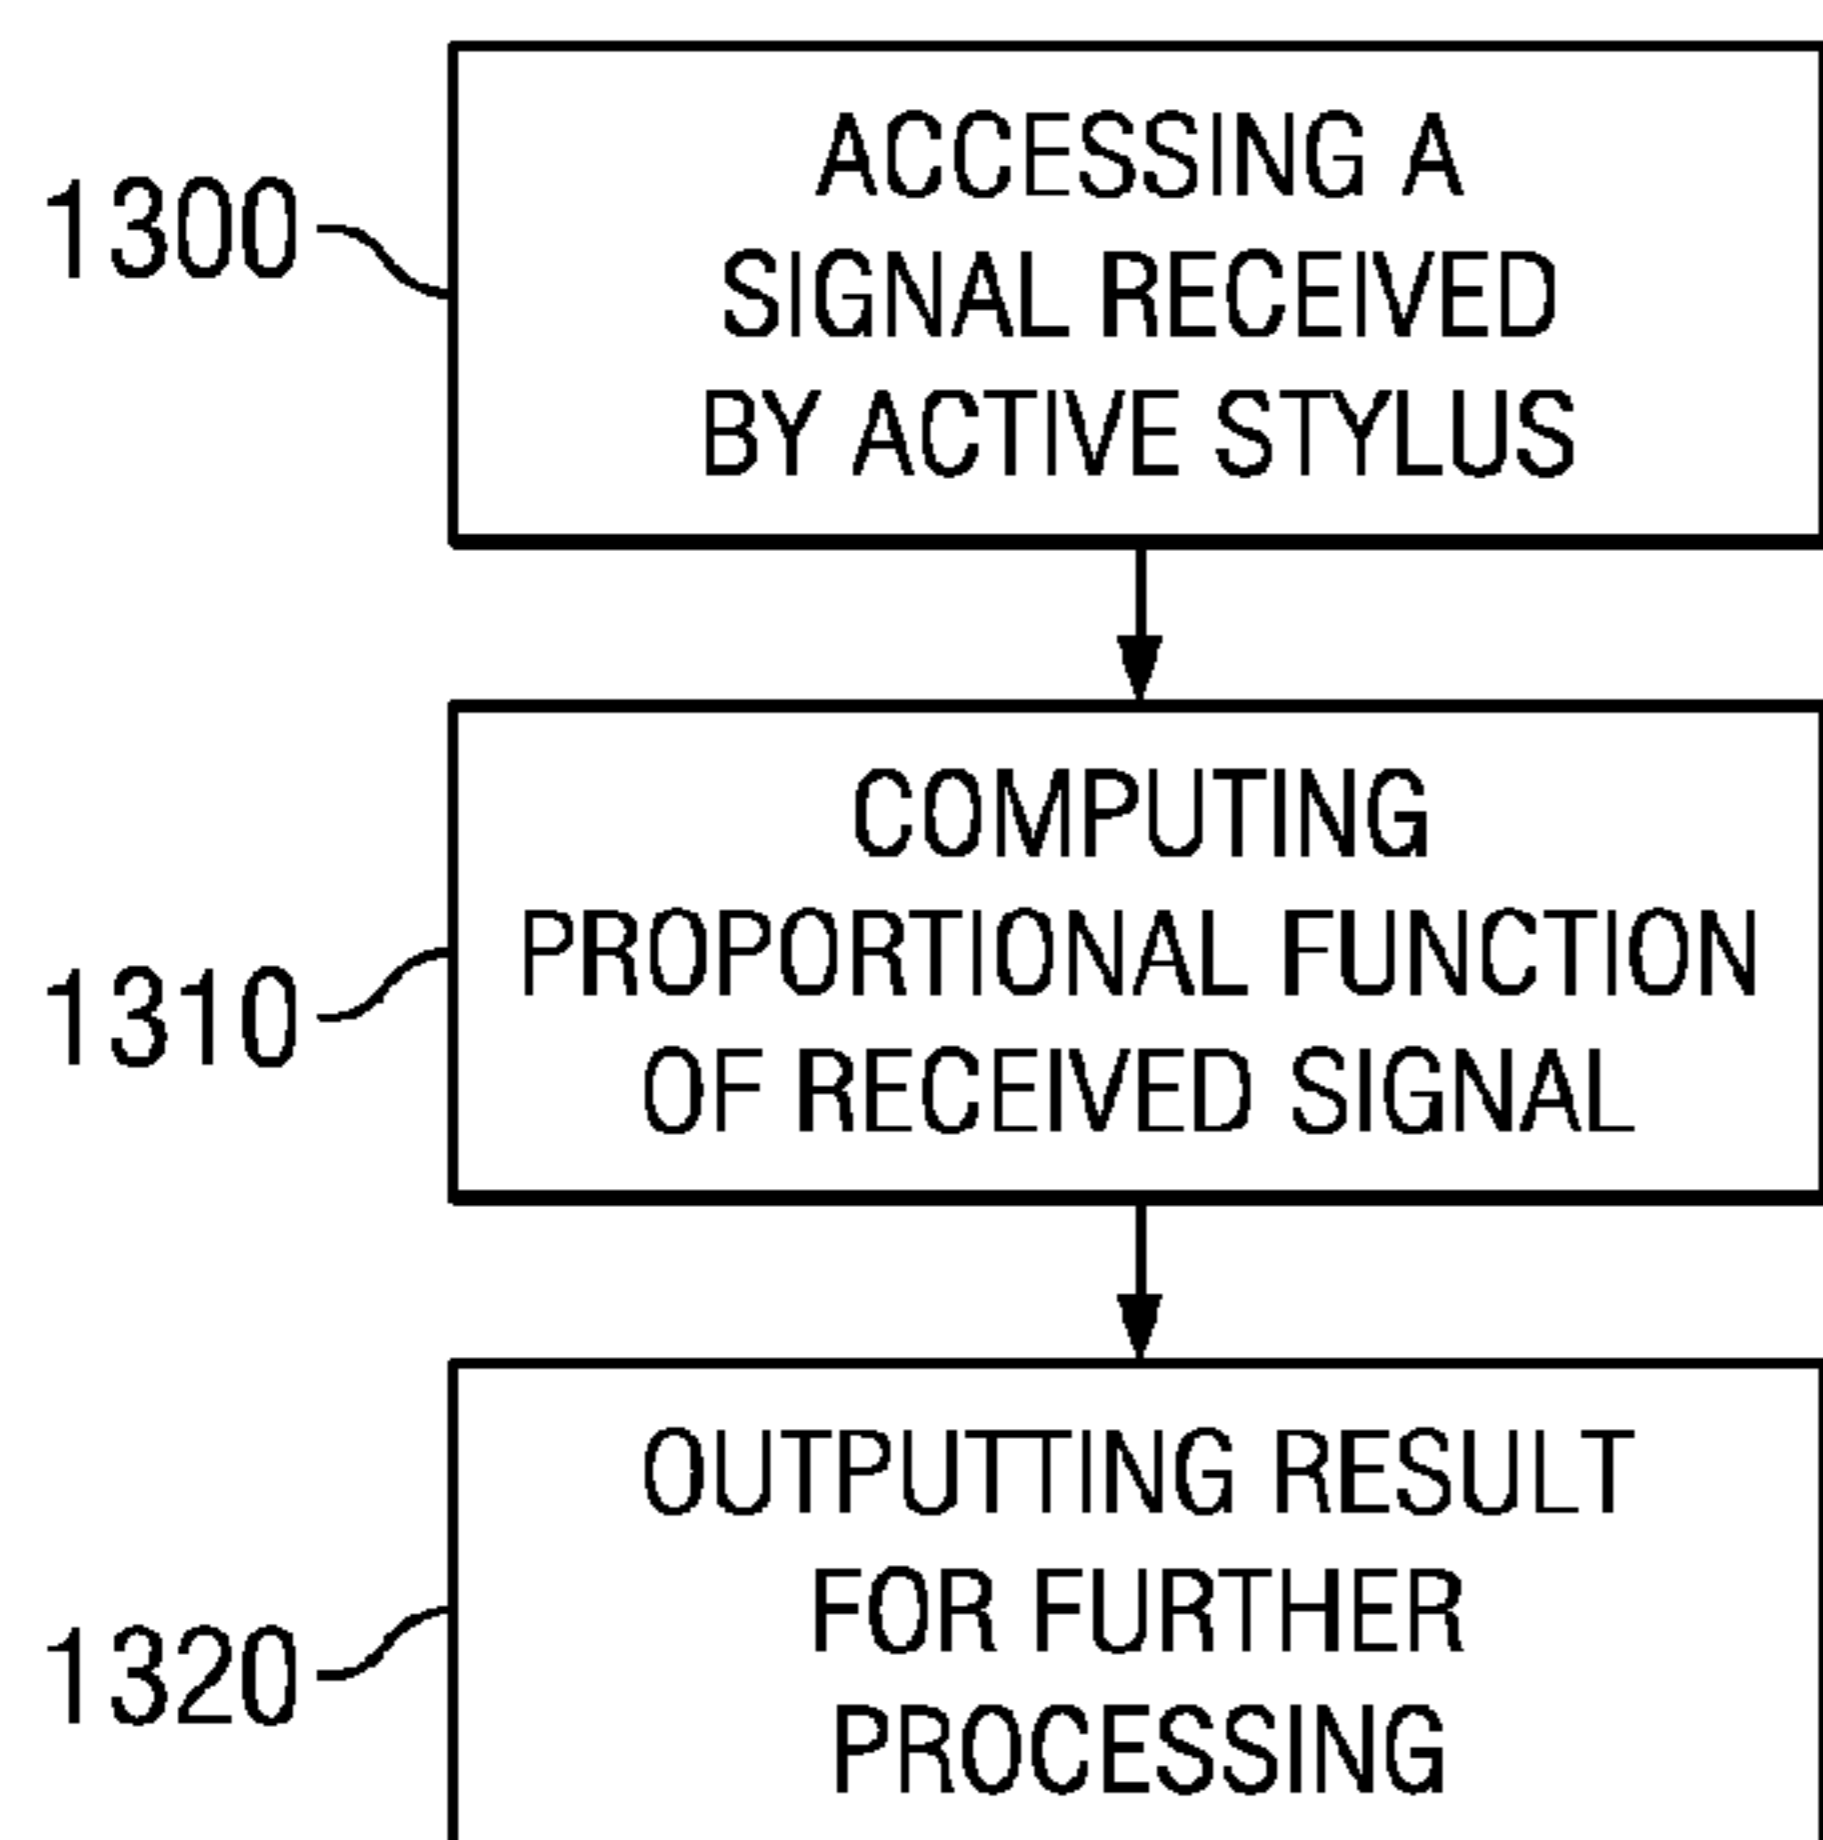 1300
ACCESSING A
SIGNAL RECEIVED
BY ACTIVE STYLUS
1310
COMPUTING
PROPORTIONAL FUNCTION
OF RECEIVED SIGNAL
1320
OUTPUTTING RESULT
FOR FURTHER
PROCESSING